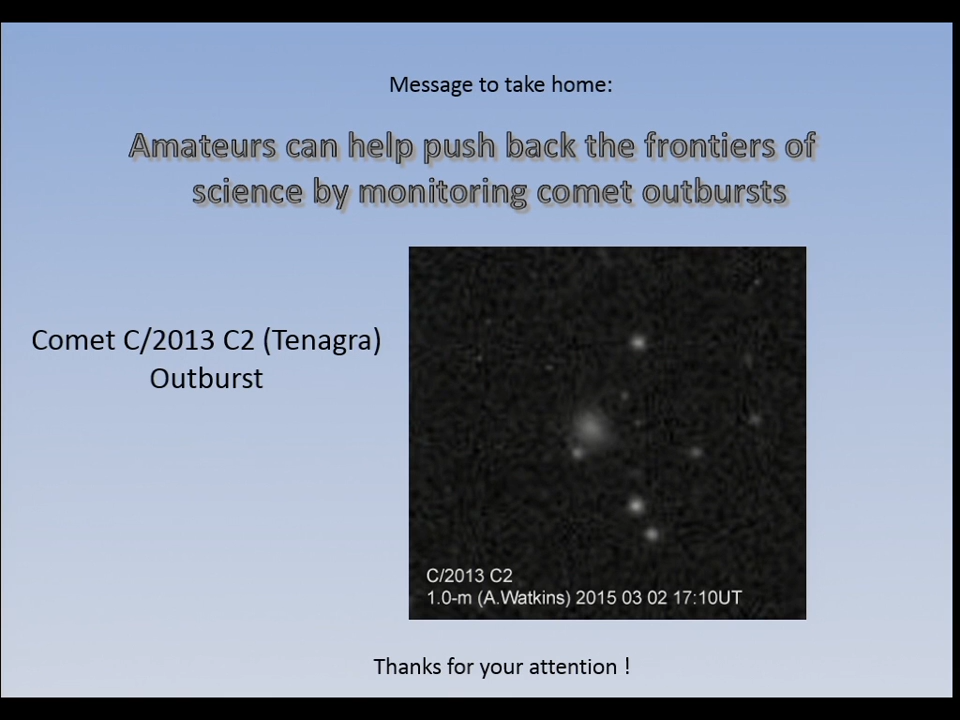 Message to take home:
Amateurs can help push back the frontiers of
science by monitoring comet outbursts
Comet C/2013 C2 (Tenagra)
Outburst
C/2013 C2
1.0-m (A.Watkins) 2015 03 02 17:10UT
Thanks for your attention !